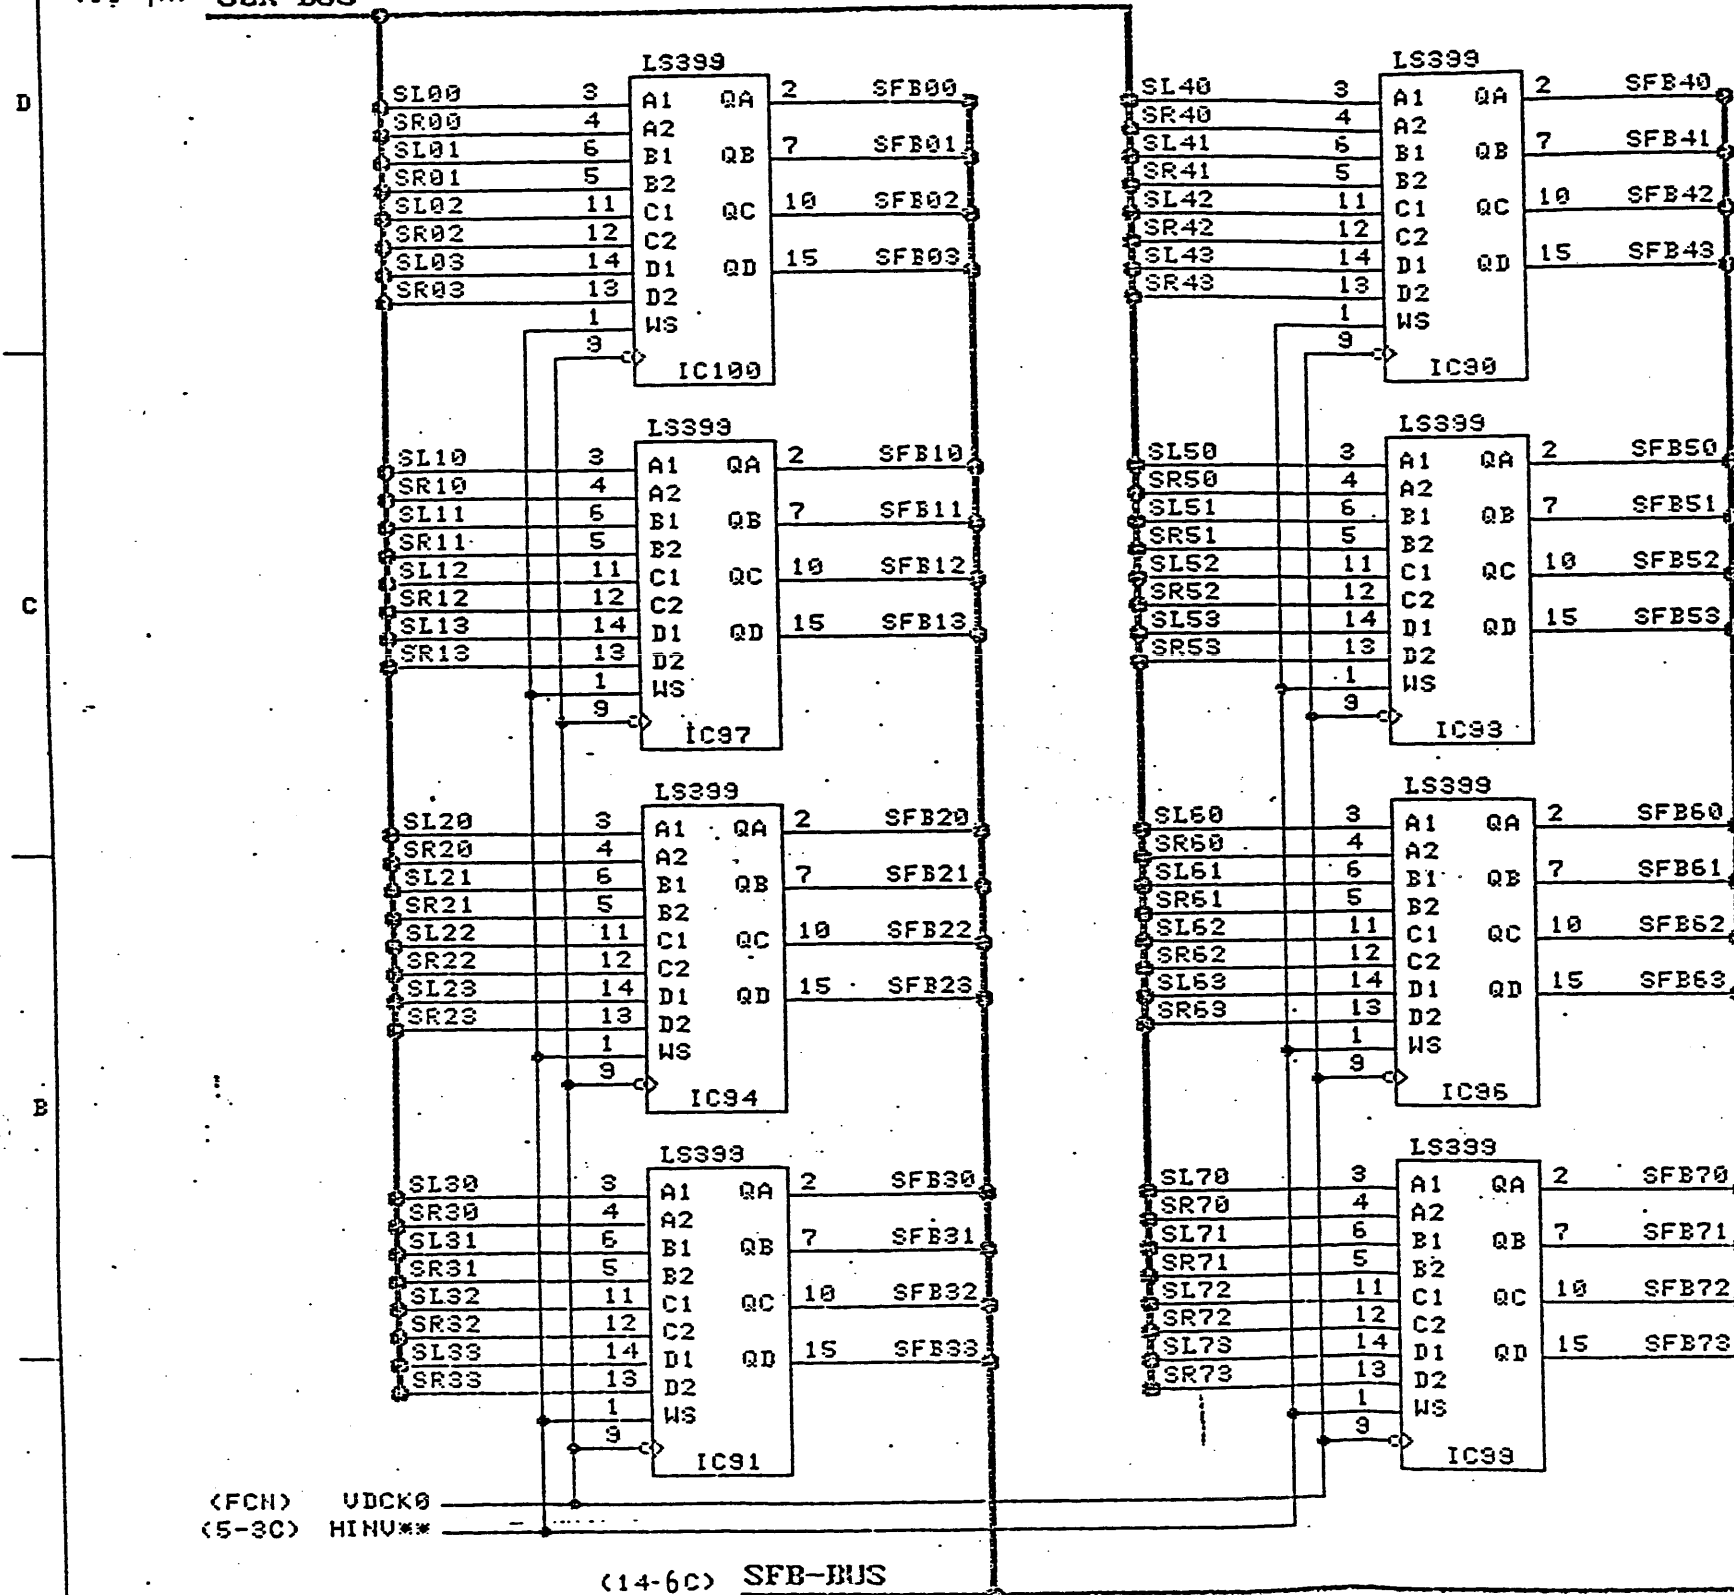 D
LS399
SL00 3 A1 QA 2 SFB00
SR00 4 A2
SL01 6 B1 QB 7 SFB01
SR01 5 B2
SL02 11 C1 QC 10 SFB02
SR02 12 C2
SL03 14 D1 QD 15 SFB03
SR03 13 D2
1 WS
9
IC100
LS399
SL40 3 A1 QA 2 SFB40
SR40 4 A2
SL41 6 B1 QB 7 SFB41
SR41 5 B2
SL42 11 C1 QC 10 SFB42
SR42 12 C2
SL43 14 D1 QD 15 SFB43
SR43 13 D2
1 WS
9
IC90
C
LS399
SL10 3 A1 QA 2 SFB10
SR10 4 A2
SL11 6 B1 QB 7 SFB11
SR11 5 B2
SL12 11 C1 QC 10 SFB12
SR12 12 C2
SL13 14 D1 QD 15 SFB13
SR13 13 D2
1 WS
9
IC97
LS399
SL50 3 A1 QA 2 SFB50
SR50 4 A2
SL51 6 B1 QB 7 SFB51
SR51 5 B2
SL52 11 C1 QC 10 SFB52
SR52 12 C2
SL53 14 D1 QD 15 SFB53
SR53 13 D2
1 WS
9
IC93
B
LS399
SL20 3 A1 QA 2 SFB20
SR20 4 A2
SL21 6 B1 QB 7 SFB21
SR21 5 B2
SL22 11 C1 QC 10 SFB22
SR22 12 C2
SL23 14 D1 QD 15 SFB23
SR23 13 D2
1 WS
9
IC94
LS399
SL60 3 A1 QA 2 SFB60
SR60 4 A2
SL61 6 B1 QB 7 SFB61
SR61 5 B2
SL62 11 C1 QC 10 SFB62
SR62 12 C2
SL63 14 D1 QD 15 SFB63
SR63 13 D2
1 WS
9
IC96
LS399
SL30 3 A1 QA 2 SFB30
SR30 4 A2
SL31 6 B1 QB 7 SFB31
SR31 5 B2
SL32 11 C1 QC 10 SFB32
SR32 12 C2
SL33 14 D1 QD 15 SFB33
SR33 13 D2
1 WS
9
IC91
LS399
SL70 3 A1 QA 2 SFB70
SR70 4 A2
SL71 6 B1 QB 7 SFB71
SR71 5 B2
SL72 11 C1 QC 10 SFB72
SR72 12 C2
SL73 14 D1 QD 15 SFB73
SR73 13 D2
1 WS
9
IC99
(FCN) VDCK0
(5-3C) HINV**
(14-6C) SFB-BUS